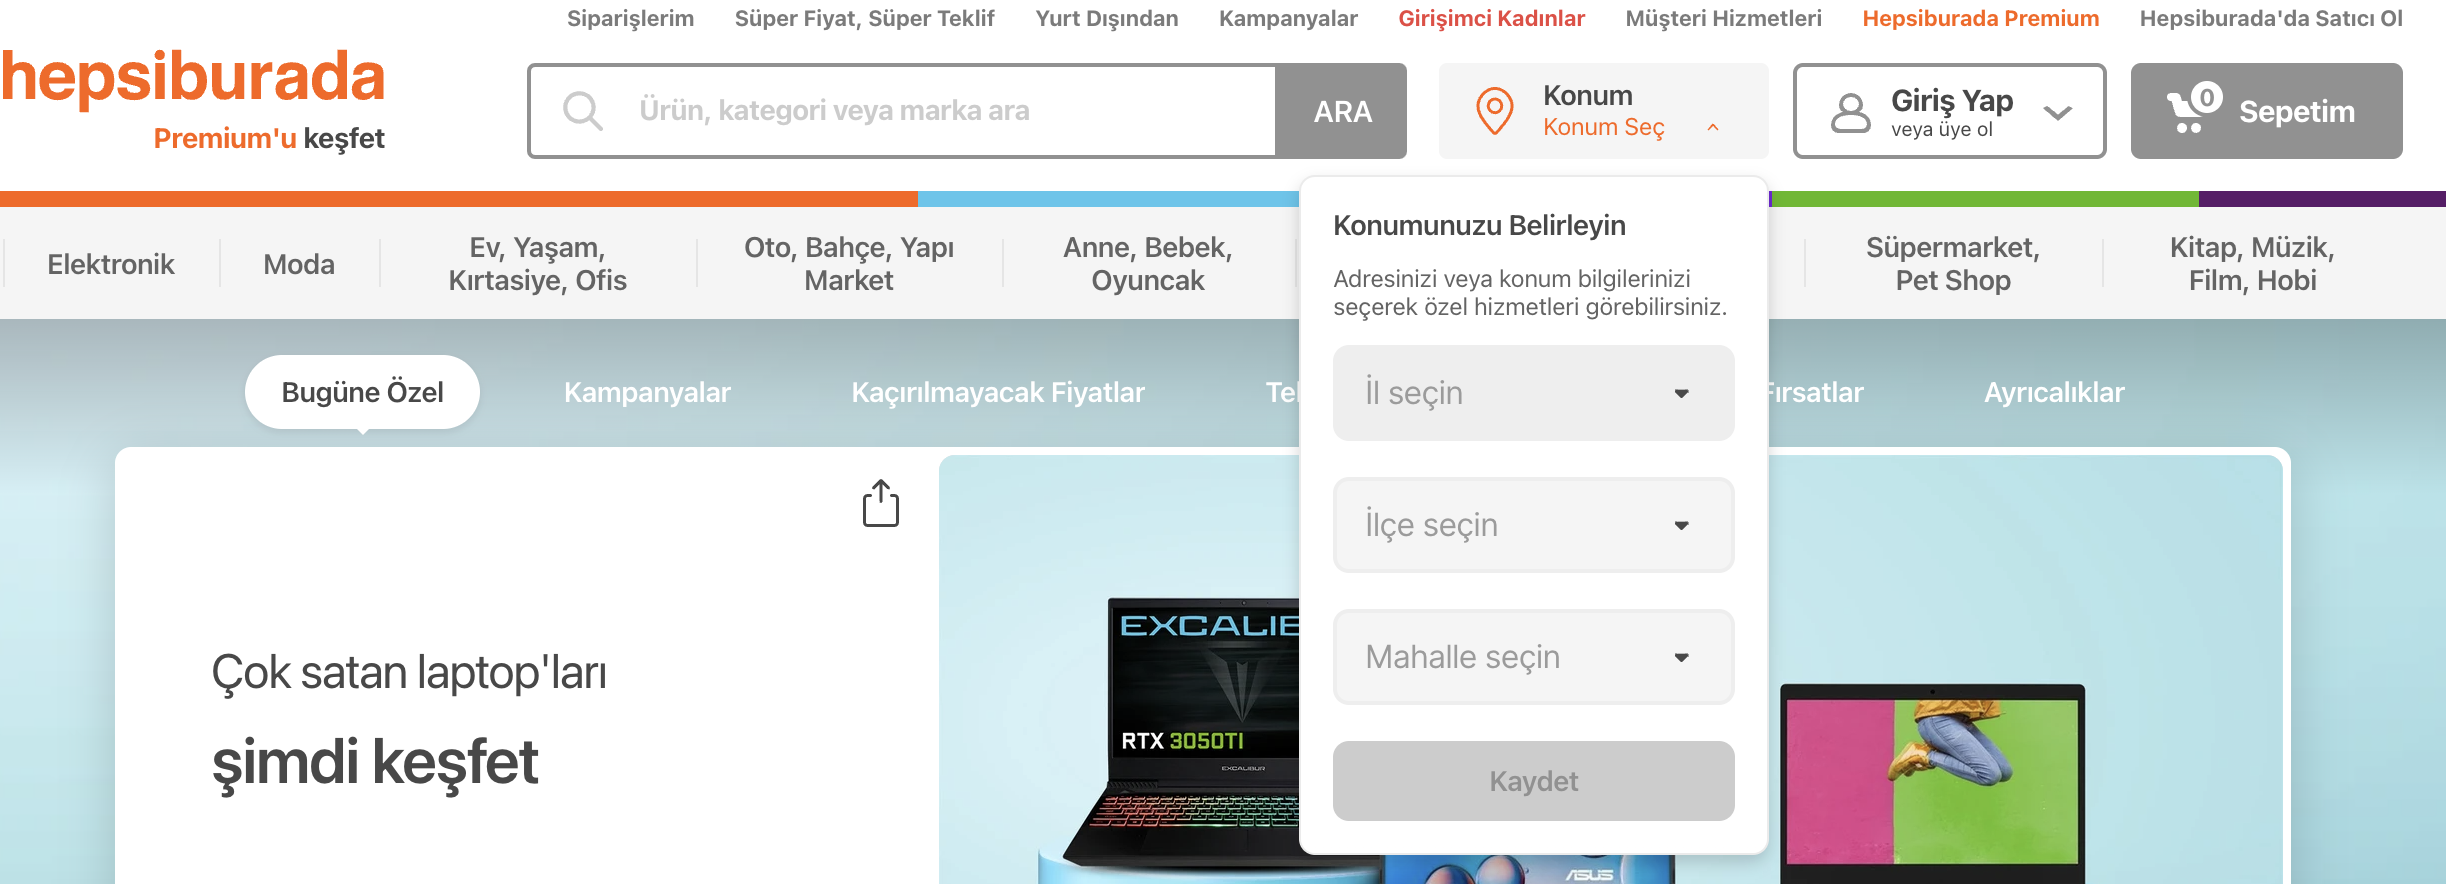 Siparişlerim
Süper Fiyat, Süper Teklif
Yurt Dışından
Kampanyalar
Girişimci Kadınlar
Müşteri Hizmetleri
Hepsiburada Premium
Hepsiburada'da Satıcı Ol
hepsiburada
Premium'u keşfet
Ürün, kategori veya marka ara
ARA
Konum
Konum Seç
Giriş Yap
veya üye ol
0
Sepetim
Elektronik
Moda
Ev, Yaşam,
Kırtasiye, Ofis
Oto, Bahçe, Yapı
Market
Anne, Bebek,
Oyuncak
Süpermarket,
Pet Shop
Kitap, Müzik,
Film, Hobi
Konumunuzu Belirleyin
Adresinizi veya konum bilgilerinizi
seçerek özel hizmetleri görebilirsiniz.
İl seçin
İlçe seçin
Mahalle seçin
Kaydet
Bugüne Özel
Kampanyalar
Kaçırılmayacak Fiyatlar
Fırsatlar
Ayrıcalıklar
Çok satan laptop'ları
şimdi keşfet
RTX 3050TI
EXCALIBUR
ASUS